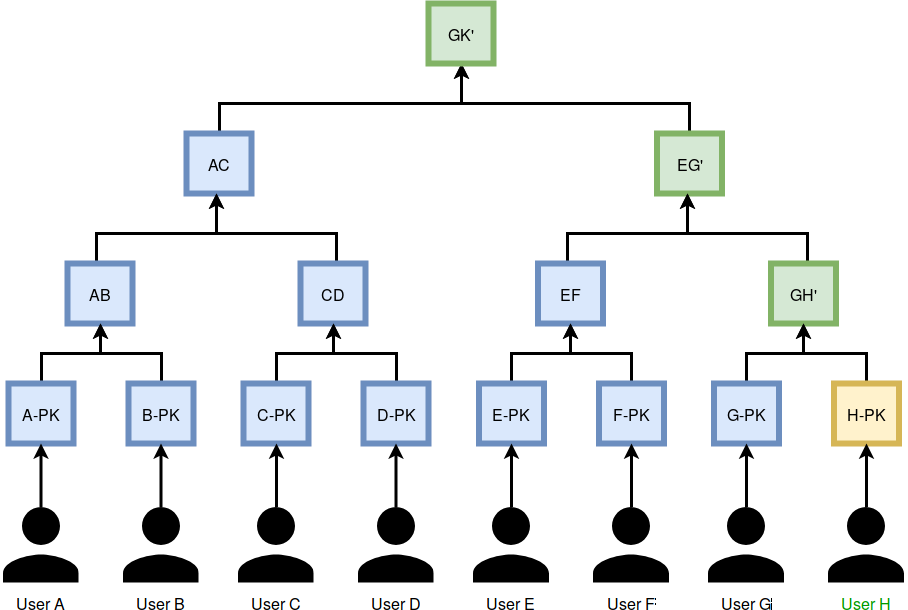 GK'
AC
EG'
AB
CD
EF
GH'
A-PK
B-PK
C-PK
D-PK
E-PK
F-PK
G-PK
H-PK
User A
User B
User C
User D
User E
User F
User G
User H